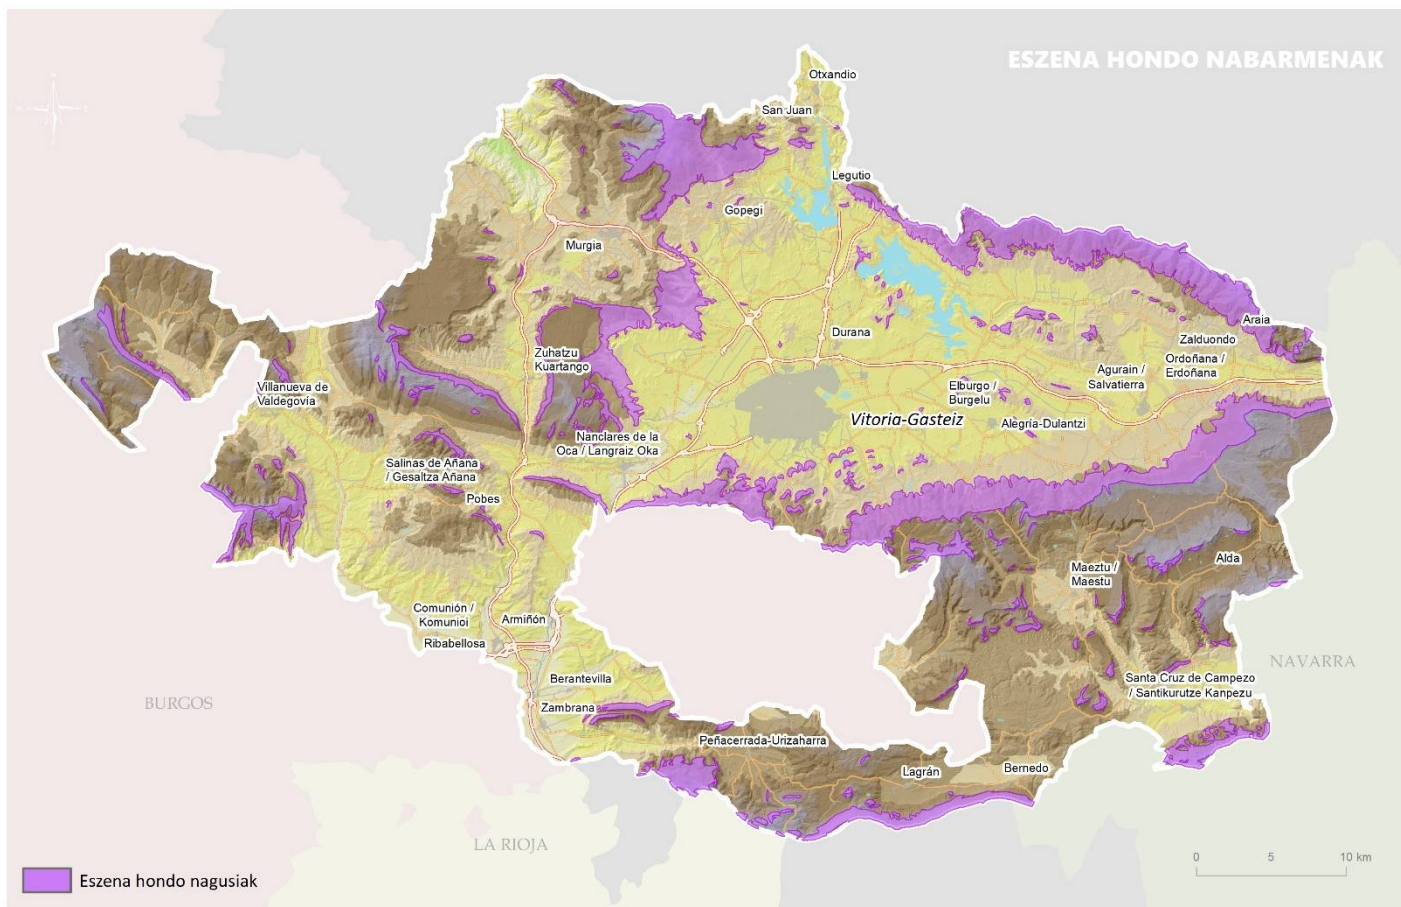 ESZENA HONDO NABARMENAK
Otxandio
San Juan
Legutio
Gopegi
Murgia
Araia
Durana
Zalduondo
Zuhatzu
Kuartango
Ordoñana /
Erdoñana
Agurain /
Salvatierra
Villanueva de
Valdegovía
Elburgo /
Burgelu
Vitoria-Gasteiz
Alegría-Dulantzi
Nanclares de la
Oca / Langraiz Oka
Salinas de Añana
/ Gesaltza Añana
Pobes
Alda
Maeztu /
Maestu
Comunión /
Komunioi
Armiñón
Ribabellosa
NAVARRA
Berantevilla
Santa Cruz de Campezo
/ Santikurutze Kanpezu
BURGOS
Zambrana
Peñacerrada-Urizaharra
Lagrán
Bernedo
LA RIOJA
0 5 10 km
Eszena hondo nagusiak